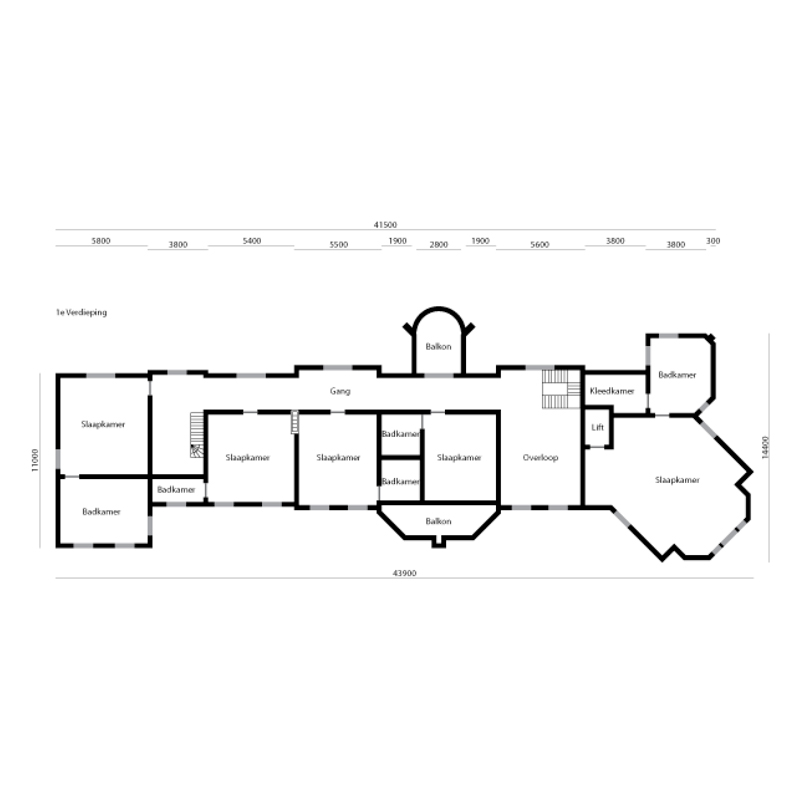 41500
5800 3800 5400 5500 1900 2800 1900 5600 3800 3800 300
1e Verdieping
Balkon
Badkamer
Gang
Kleedkamer
Slaapkamer
Lift
Badkamer
Slaapkamer
Slaapkamer
Slaapkamer
Overloop
11000
14400
Slaapkamer
Badkamer
Badkamer
Badkamer
Balkon
43900